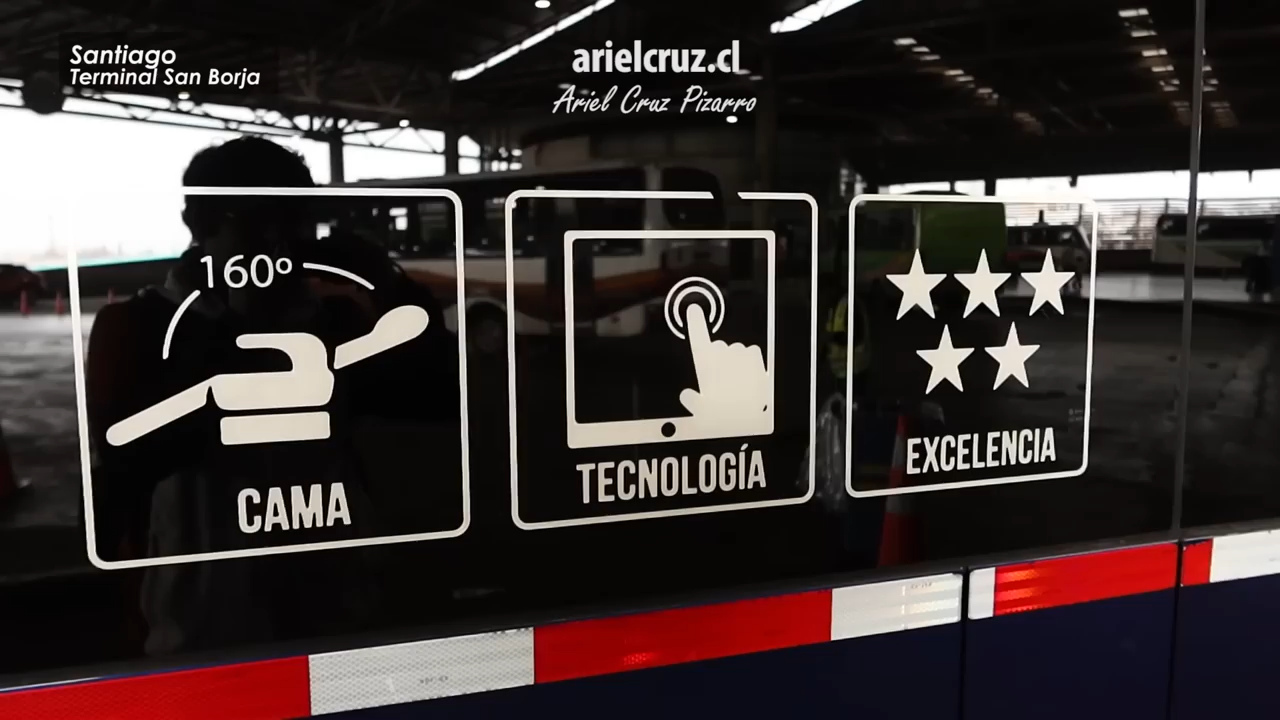 Santiago
Terminal San Borja
arielcruz.cl
Ariel Cruz Pizarro
160º
CAMA
TECNOLOGÍA
EXCELENCIA